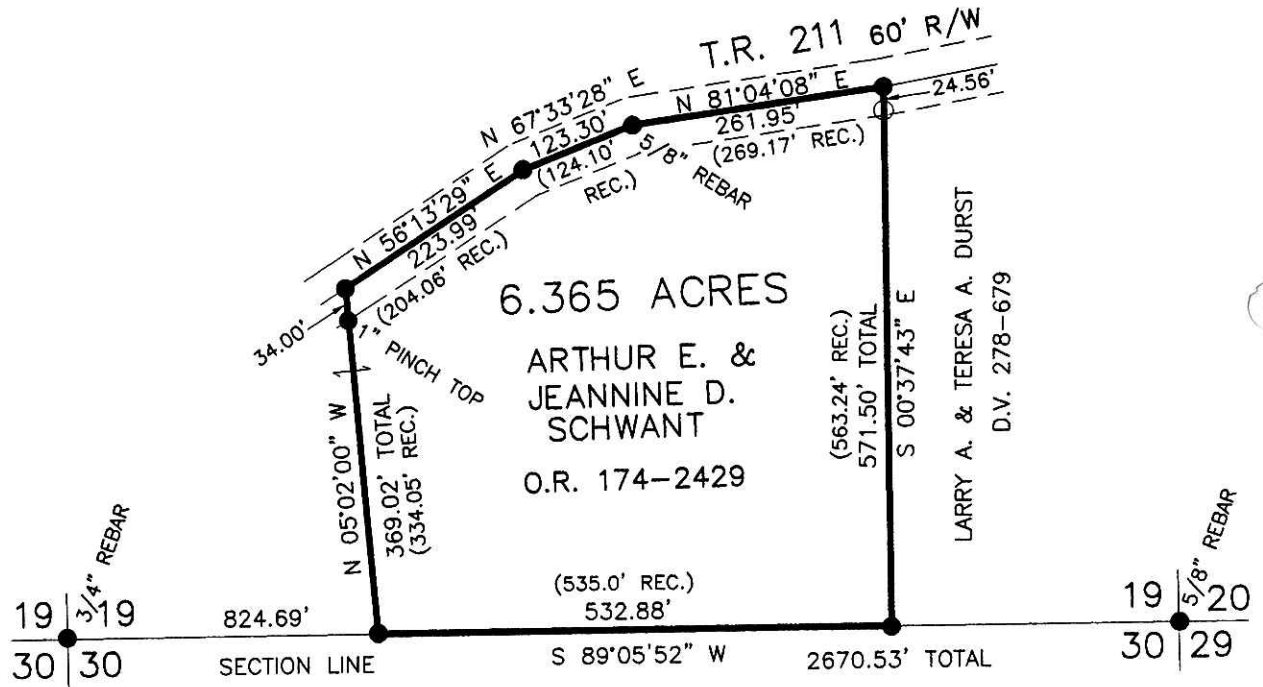 T.R. 211 60' R/W
N 67°33'28" E
123.30'
(124.10' REC.)
N 81°04'08" E
261.95'
(269.17' REC.)
24.56'
5/8" REBAR
N 56°13'29" E
223.99'
(204.06' REC.)
34.00'
1" PINCH TOP
6.365 ACRES
ARTHUR E. &
JEANNINE D.
SCHWANT
O.R. 174-2429
N 05°02'00" W
369.02' TOTAL
(334.05' REC.)
(563.24' REC.)
571.50' TOTAL
S 00°37'43" E
LARRY A. & TERESA A. DURST
D.V. 278-679
3/4" REBAR
19 19
30 30
824.69'
SECTION LINE
(535.0' REC.)
532.88'
S 89°05'52" W
2670.53' TOTAL
5/8" REBAR
19 20
30 29